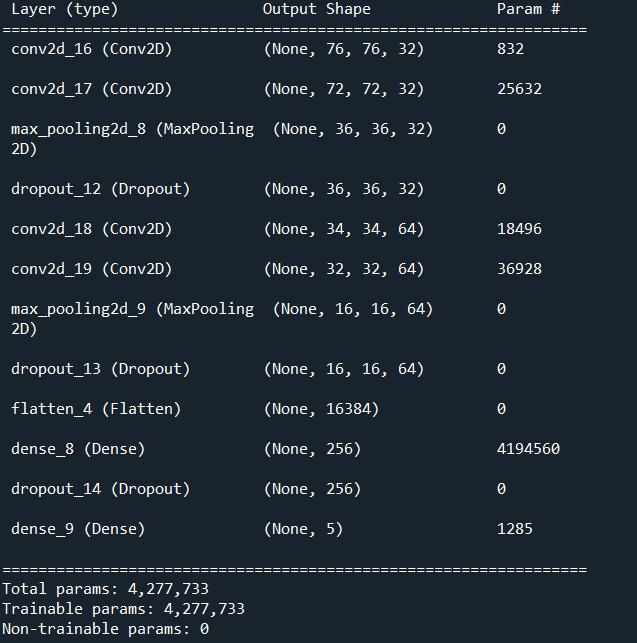 Layer (type) Output Shape Param #
=================================================================
conv2d_16 (Conv2D) (None, 76, 76, 32) 832
conv2d_17 (Conv2D) (None, 72, 72, 32) 25632
max_pooling2d_8 (MaxPooling (None, 36, 36, 32) 0
2D)
dropout_12 (Dropout) (None, 36, 36, 32) 0
conv2d_18 (Conv2D) (None, 34, 34, 64) 18496
conv2d_19 (Conv2D) (None, 32, 32, 64) 36928
max_pooling2d_9 (MaxPooling (None, 16, 16, 64) 0
2D)
dropout_13 (Dropout) (None, 16, 16, 64) 0
flatten_4 (Flatten) (None, 16384) 0
dense_8 (Dense) (None, 256) 4194560
dropout_14 (Dropout) (None, 256) 0
dense_9 (Dense) (None, 5) 1285
=================================================================
Total params: 4,277,733
Trainable params: 4,277,733
Non-trainable params: 0